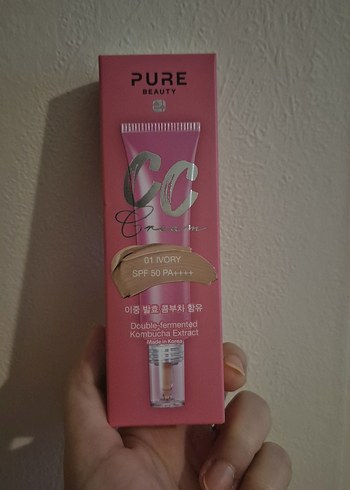 PURE
BEAUTY
CC
Cream
01 IVORY
SPF 50 PA++++
이중 발효 콤부차 함유
Double-fermented
Kombucha Extract
Made in Korea